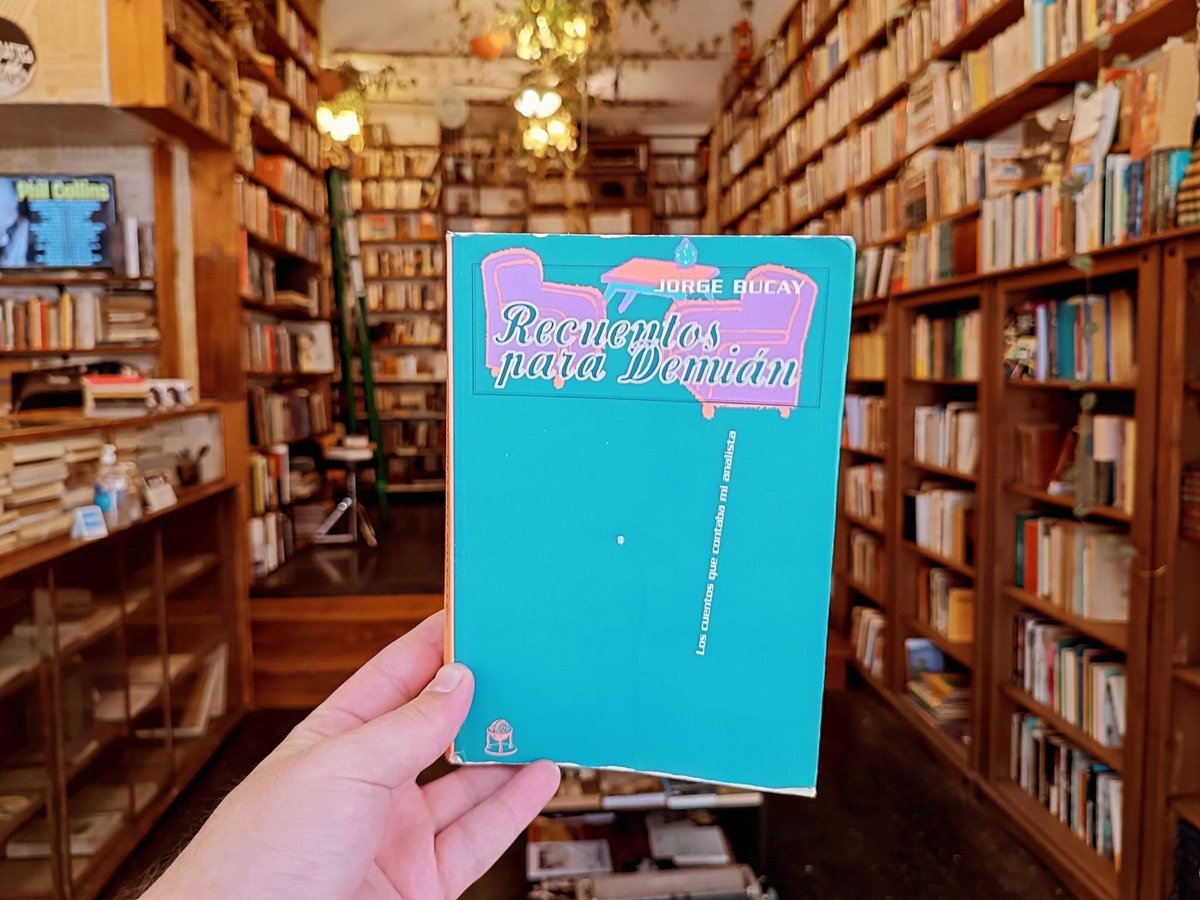 Phil Collins
JORGE BUCAY
Recuentos
para Demián
Los cuentos que contaba mi analista